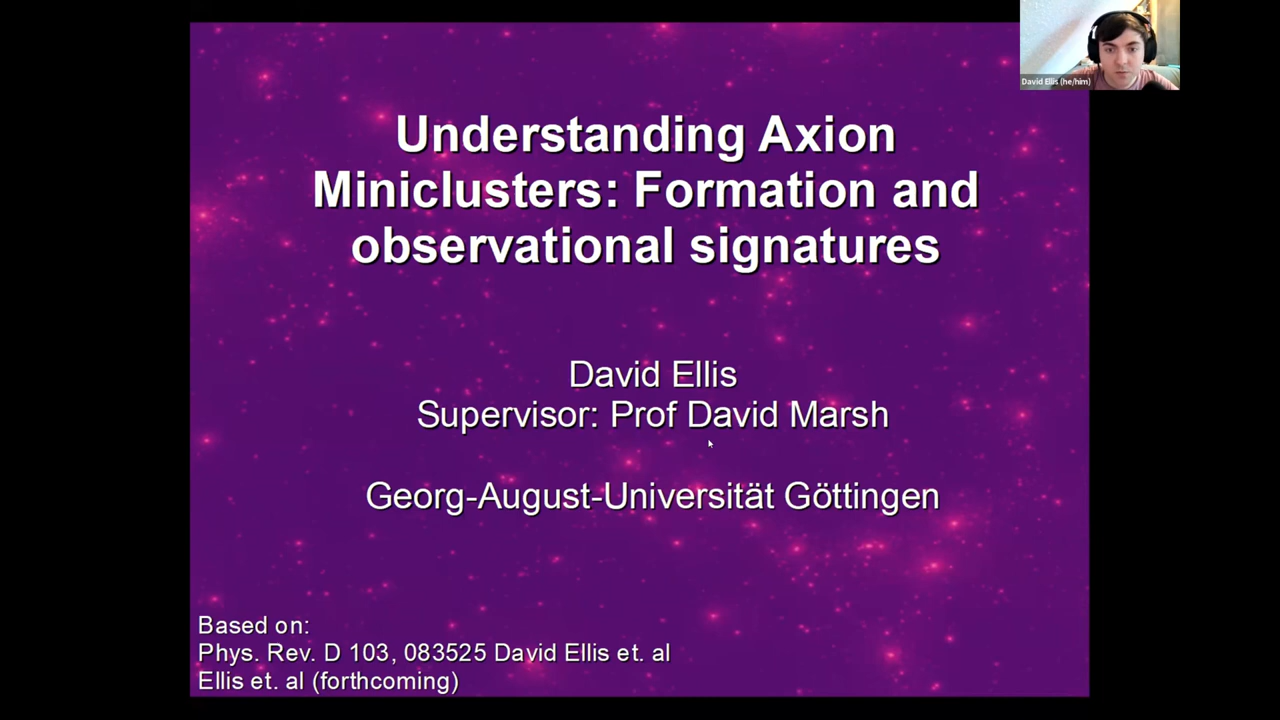 David Ellis (he/him)
Understanding Axion
Miniclusters: Formation and
observational signatures
David Ellis
Supervisor: Prof David Marsh
Georg-August-Universität Göttingen
Based on:
Phys. Rev. D 103, 083525 David Ellis et. al
Ellis et. al (forthcoming)